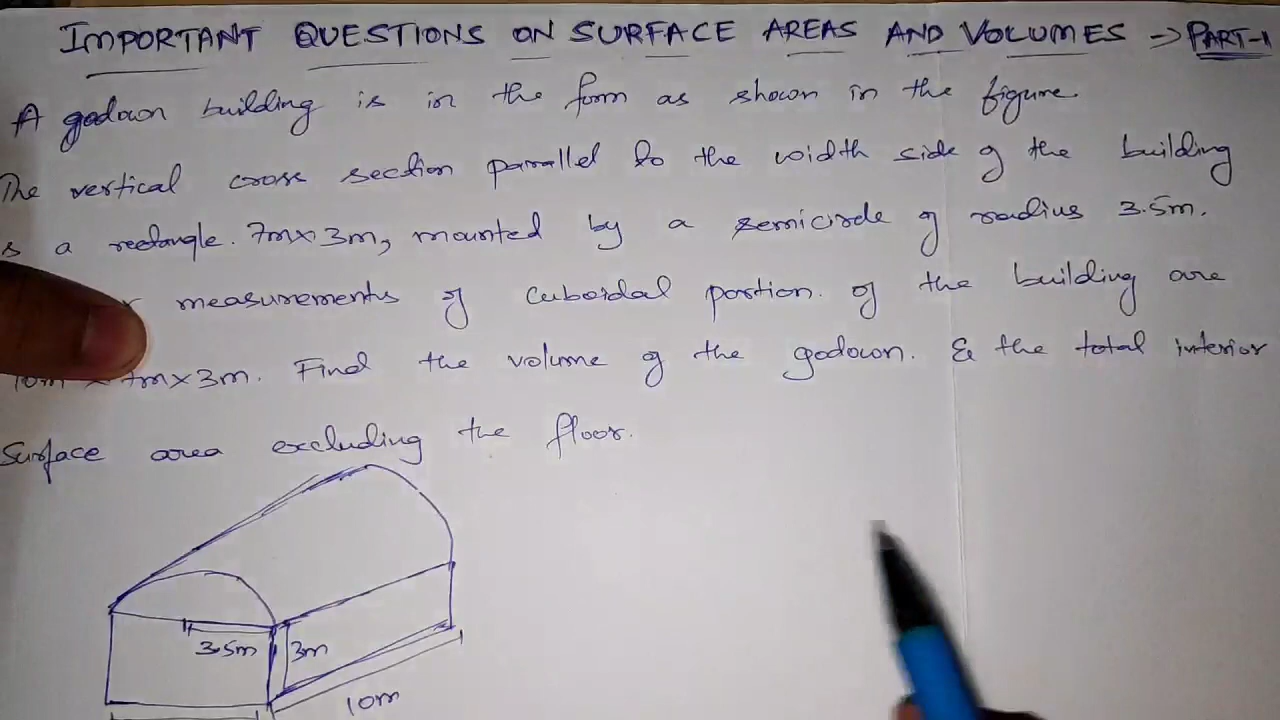 IMPORTANT QUESTIONS ON SURFACE AREAS AND VOLUMES → PART-1
A godown building is in the form as shown in the figure.
The vertical cross section parallel to the width side of the building
is a rectangle. 7m×3m, mounted by a semicircle of radius 3.5m.
measurements of cuboidal portion. of the building are
10m × 7m×3m. Find the volume of the godown. & the total interior
Surface area excluding the floor.
3.5m
3m
10m